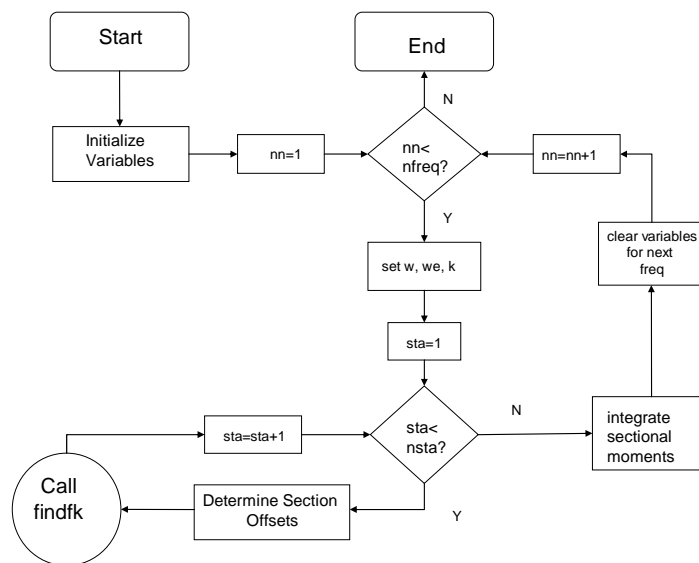 Start
End
N
Initialize
Variables
nn=1
nn<
nfreq?
nn=nn+1
Y
clear variables
for next
freq
set w, we, k
sta=1
N
sta=sta+1
sta<
nsta?
integrate
sectional
moments
Call
findfk
Determine Section
Offsets
Y